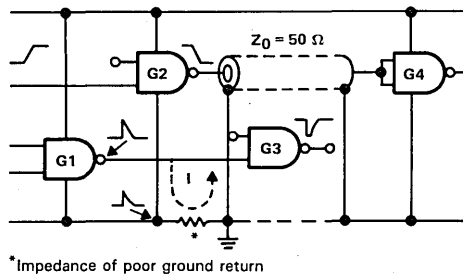 Z0 = 50 Ω
G2
G4
G1
G3
I
*
*Impedance of poor ground return